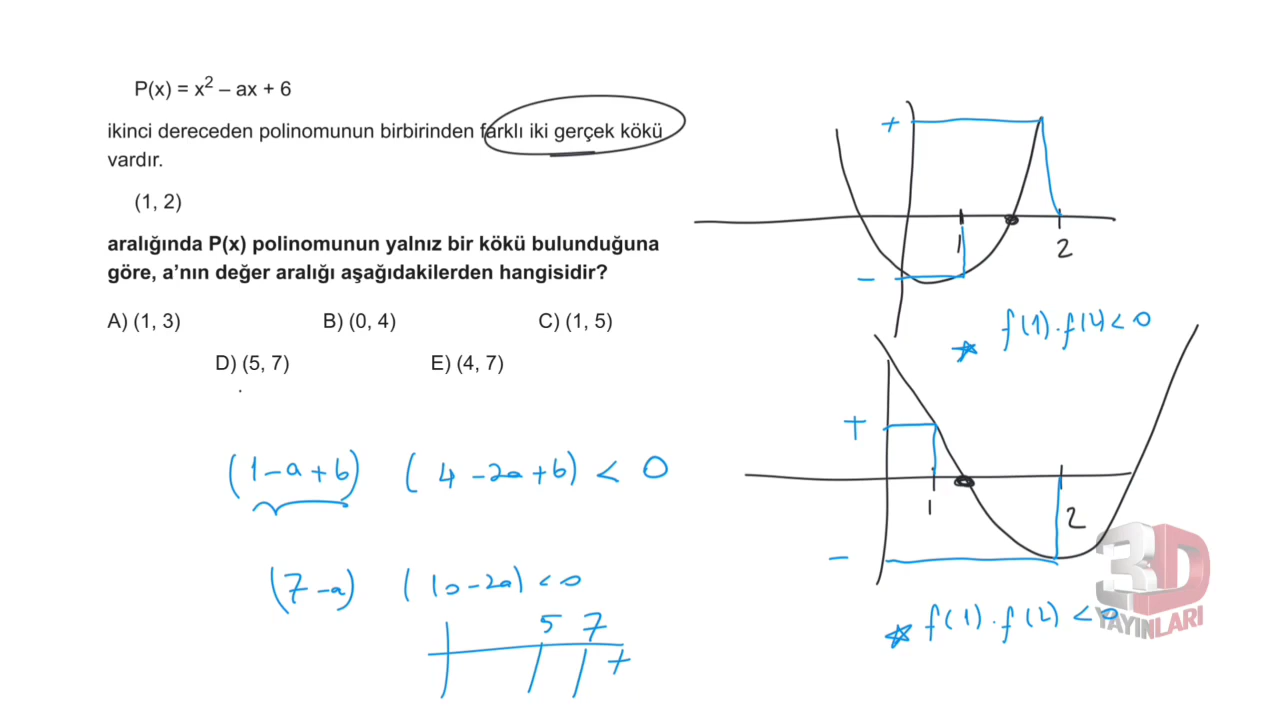 P(x) = x² – ax + 6
ikinci dereceden polinomunun birbirinden farklı iki gerçek kökü
vardır.
(1, 2)
aralığında P(x) polinomunun yalnız bir kökü bulunduğuna
göre, a’nın değer aralığı aşağıdakilerden hangisidir?
A) (1, 3) B) (0, 4) C) (1, 5)
D) (5, 7) E) (4, 7)
(1 – a + 6) (4 – 2a + 6) < 0
(7 – a) (10 – 2a) < 0
5 7
+
+
1 2
–
f(1) . f(2) < 0
+
1
2
–
f(1) . f(2) < 0
3D
YAYINLARI